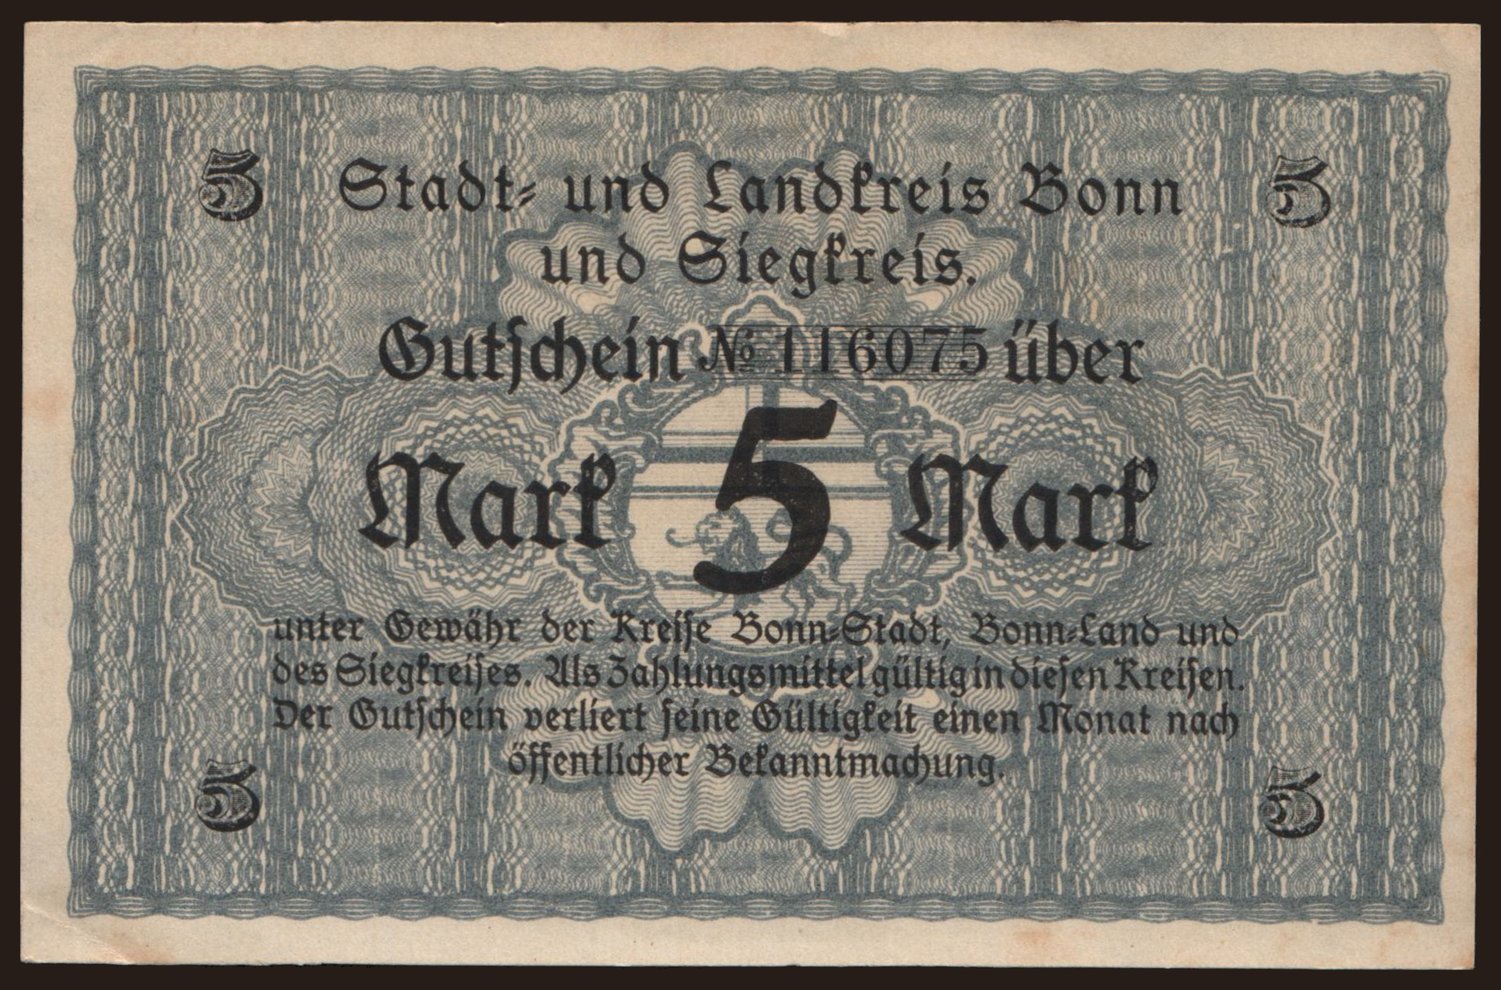 5 Stadt- und Landkreis Bonn 5
und Siegkreis.
Gutschein № 116075 über
Mark 5 Mark
unter Gewähr der Kreise Bonn-Stadt, Bonn-Land und
des Siegkreises. Als Zahlungsmittel gültig in diesen Kreisen.
Der Gutschein verliert seine Gültigkeit einen Monat nach
öffentlicher Bekanntmachung.
5 5